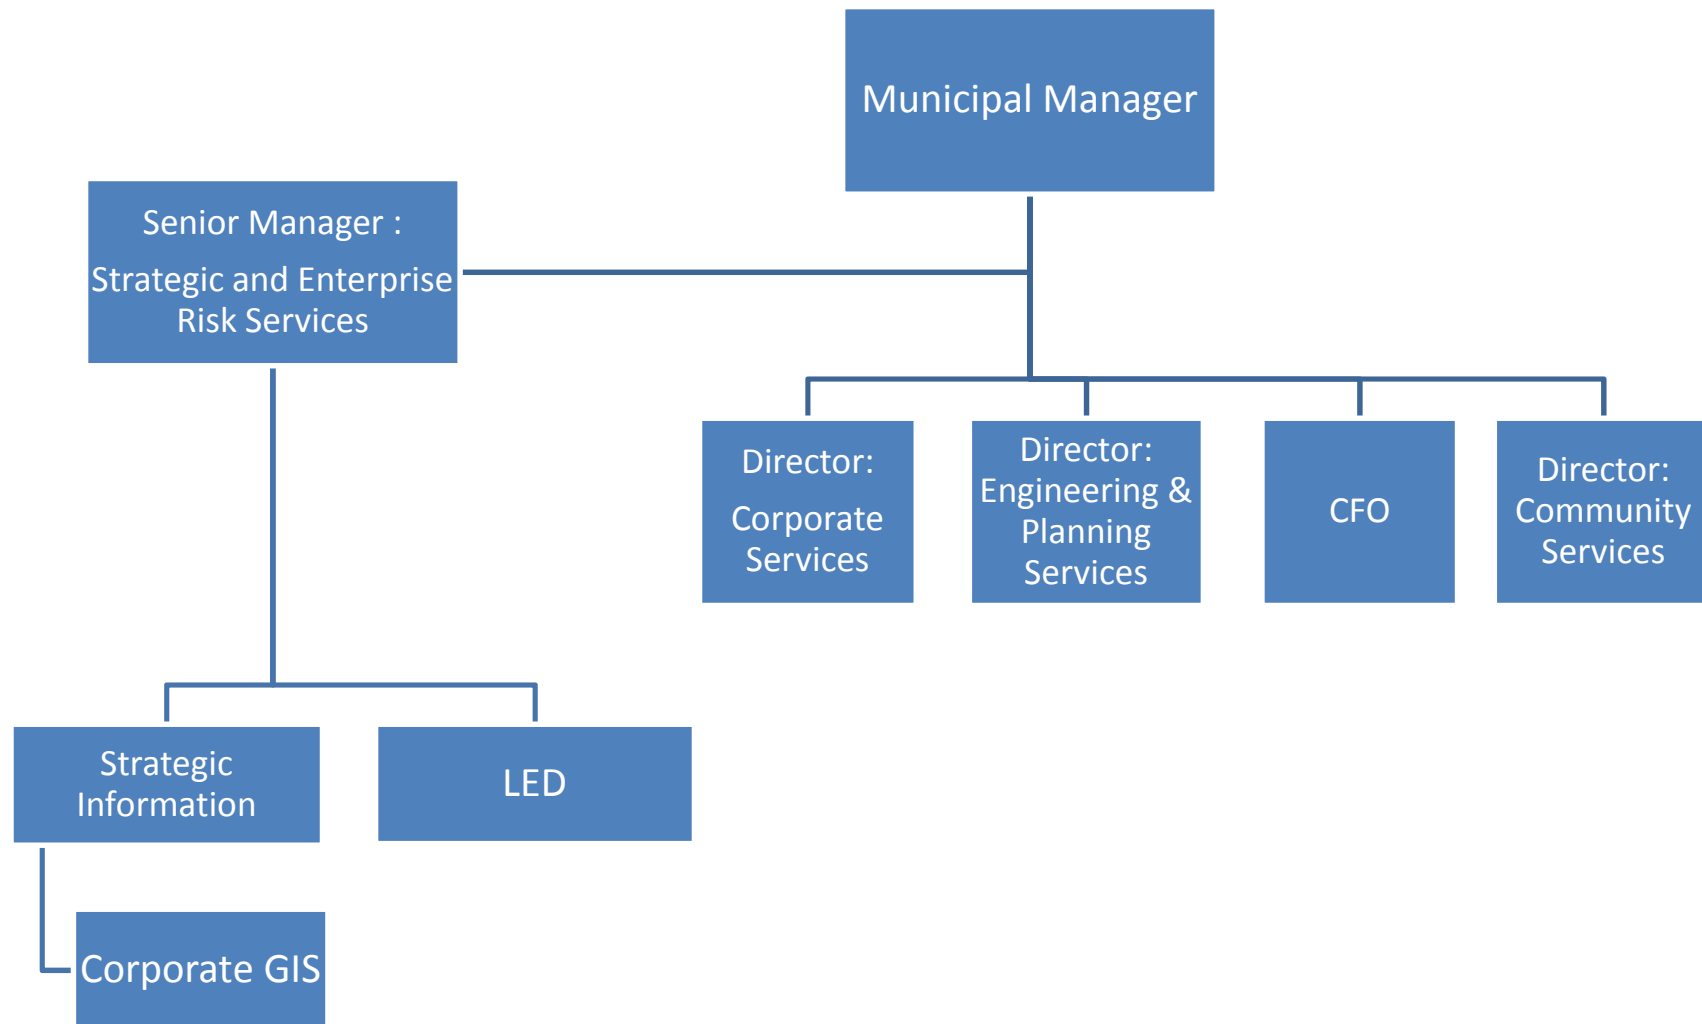 Municipal Manager
Senior Manager :
Strategic and Enterprise
Risk Services
Director:
Corporate
Services
Director:
Engineering &
Planning
Services
CFO
Director:
Community
Services
Strategic
Information
LED
Corporate GIS